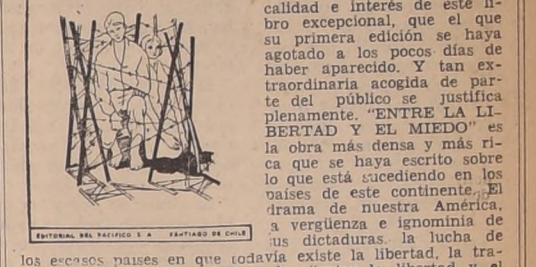 calidad e interés de este li-
bro excepcional, que el que
su primera edición se haya
agotado a los pocos días de
haber aparecido. Y tan ex-
traordinaria acogida de par-
te del público se justifica
plenamente. “ENTRE LA LI-
BERTAD Y EL MIEDO” es
la obra más densa y más ri-
ca que se haya escrito sobre
lo que está sucediendo en los
países de este continente. El
drama de nuestra América,
a vergüenza e ignominia de
us dictaduras. la lucha de
EDITORIAL DEL PACIFICO S A SANTIAGO DE CHILE
los escasos países en que todavía existe la libertad, la tra-